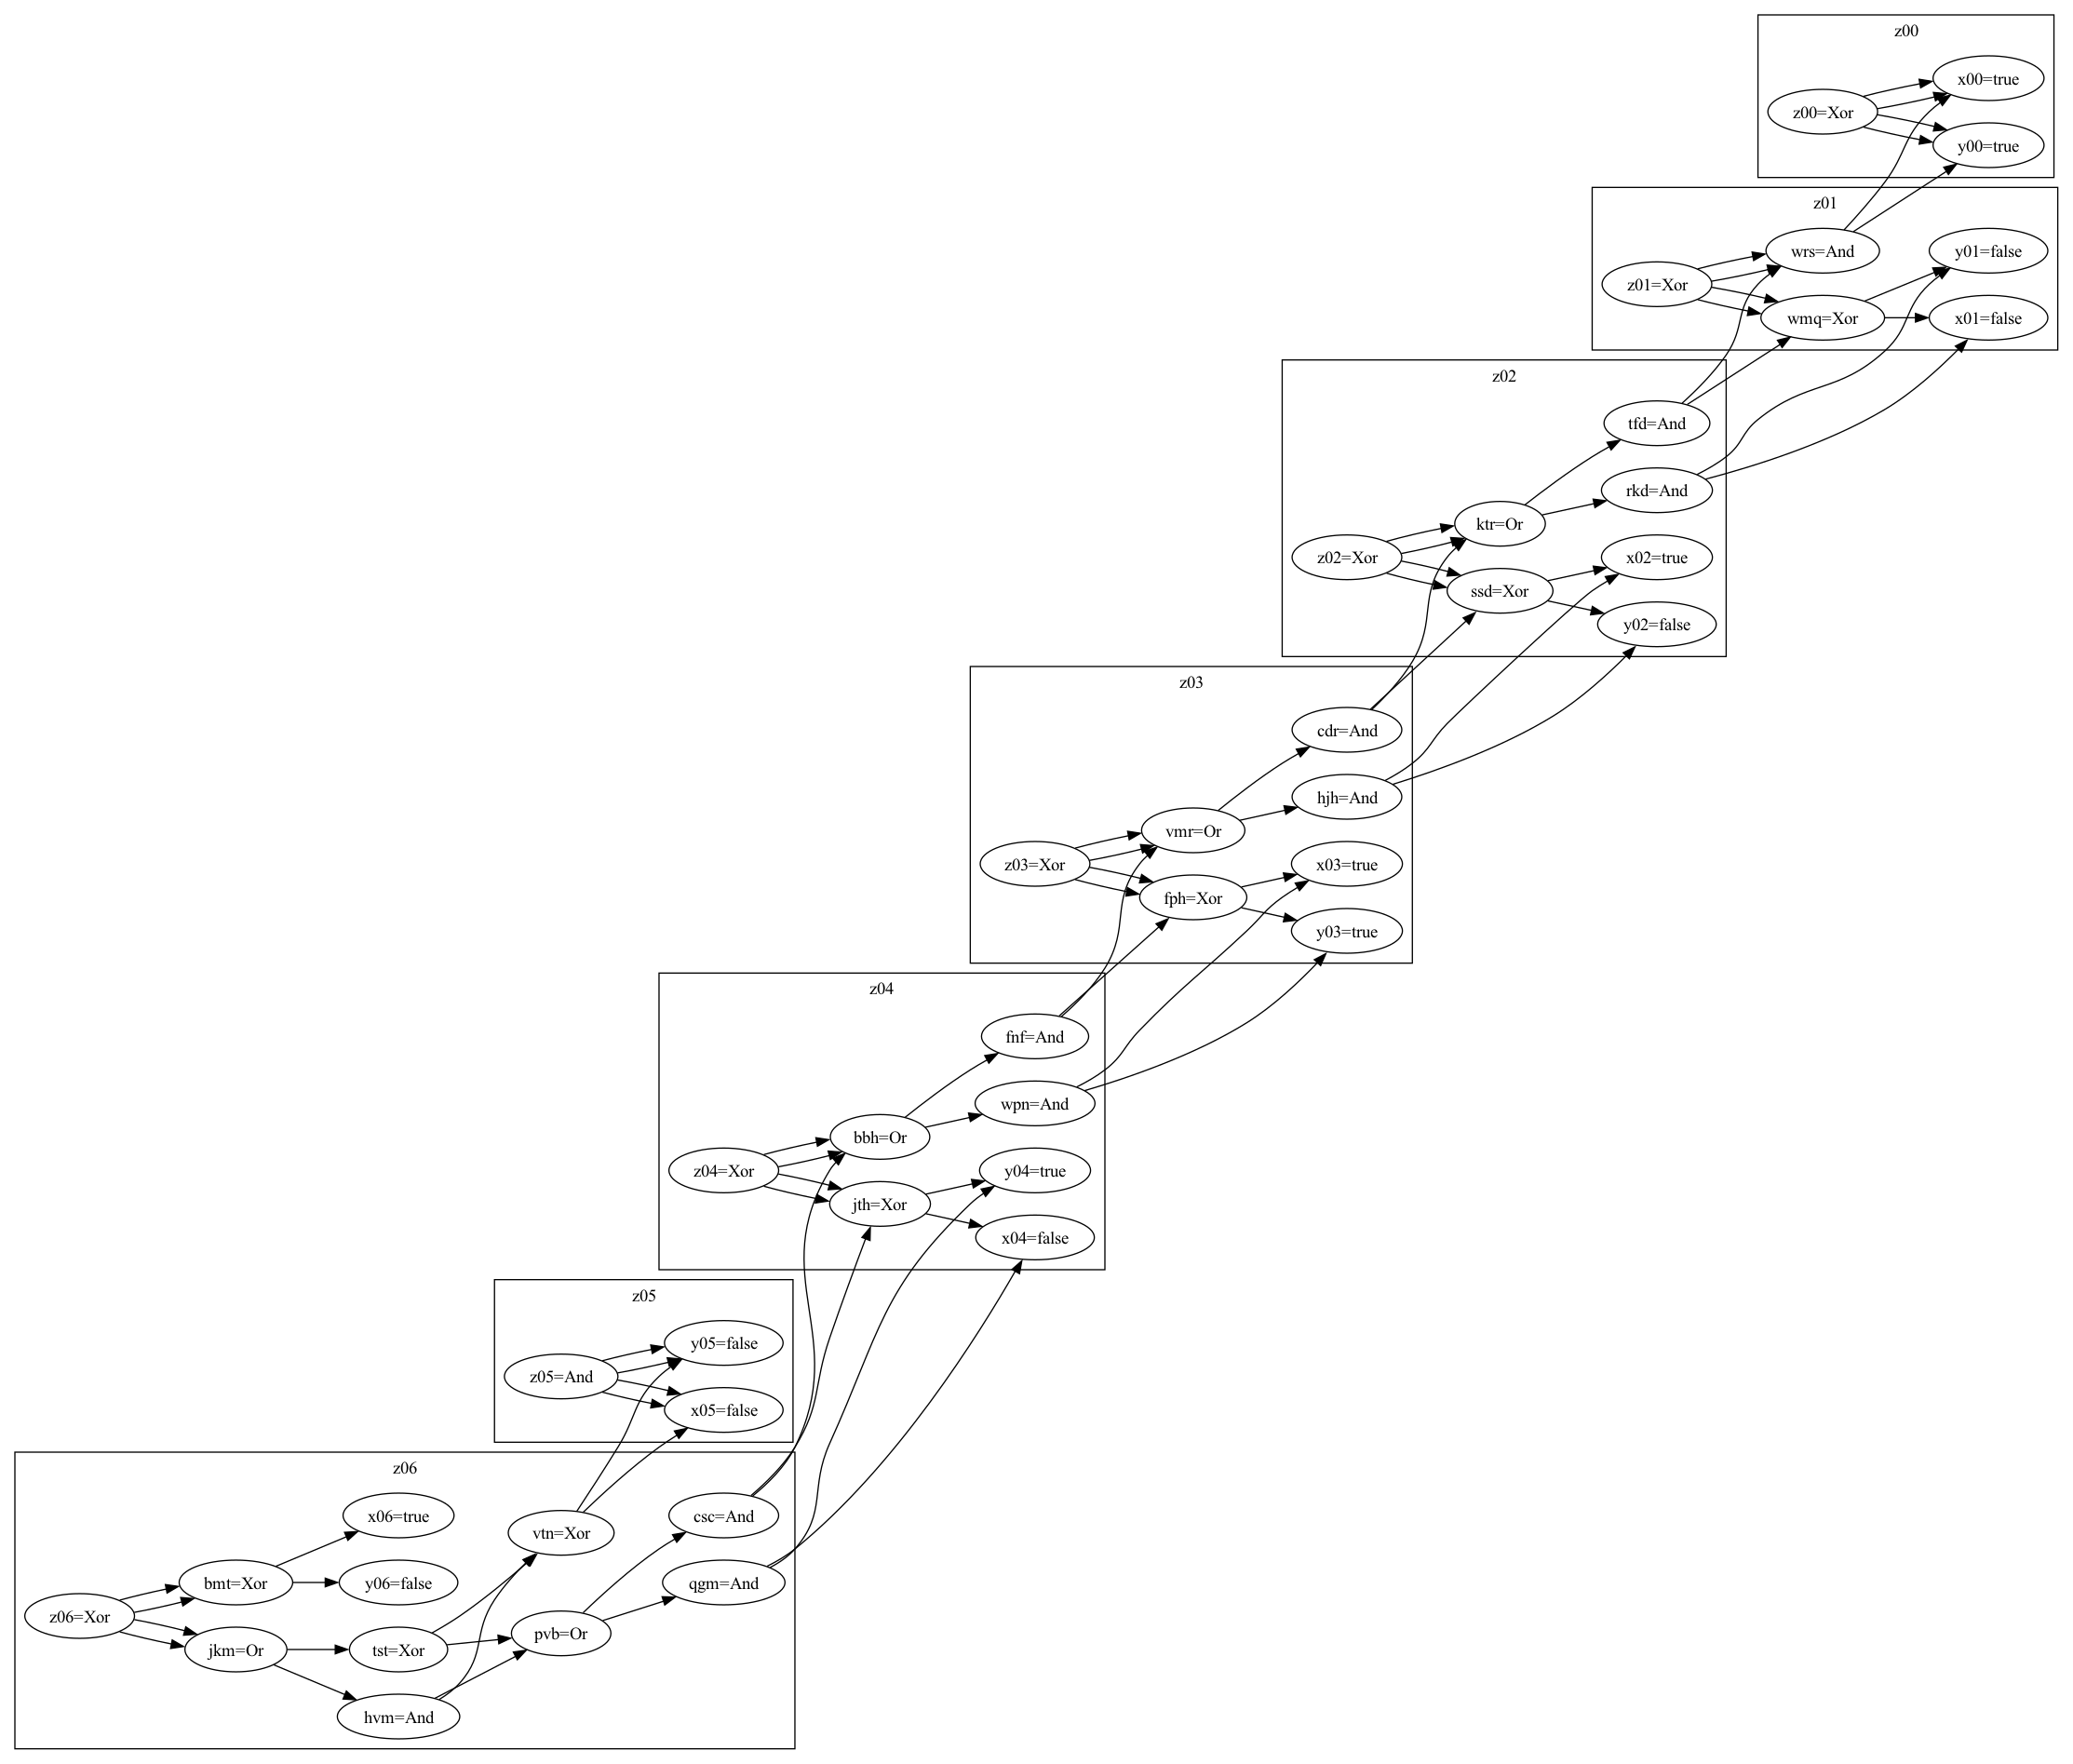 z00
x00=true
z00=Xor
y00=true
z01
wrs=And
y01=false
z01=Xor
wmq=Xor
x01=false
z02
tfd=And
rkd=And
ktr=Or
z02=Xor
x02=true
ssd=Xor
y02=false
z03
cdr=And
hjh=And
vmr=Or
z03=Xor
x03=true
fph=Xor
y03=true
z04
fnf=And
wpn=And
bbh=Or
z04=Xor
y04=true
jth=Xor
x04=false
z05
y05=false
z05=And
x05=false
z06
x06=true
csc=And
vtn=Xor
bmt=Xor
y06=false
qgm=And
z06=Xor
pvb=Or
jkm=Or
tst=Xor
hvm=And